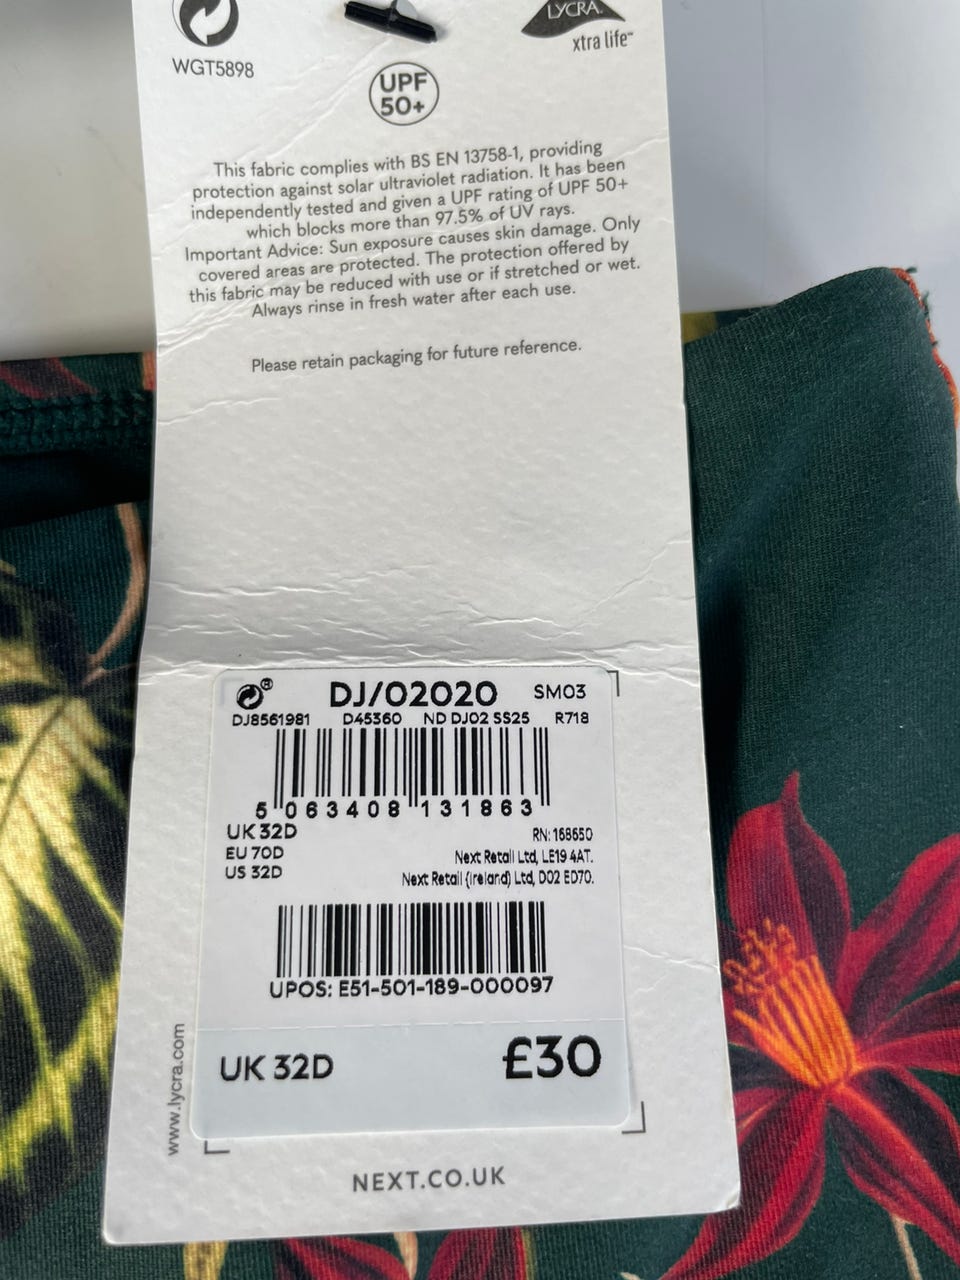 LYCRA.
xtra life™
WGT5898
UPF
50+
This fabric complies with BS EN 13758-1, providing
protection against solar ultraviolet radiation. It has been
independently tested and given a UPF rating of UPF 50+
which blocks more than 97.5% of UV rays.
Important Advice: Sun exposure causes skin damage. Only
covered areas are protected. The protection offered by
this fabric may be reduced with use or if stretched or wet.
Always rinse in fresh water after each use.
Please retain packaging for future reference.
® DJ/02020 SM03
DJ8561981 D45360 ND DJ02 SS25 R718
5 063408 131863
UK 32D
EU 70D
US 32D
RN: 168650
Next Retail Ltd, LE19 4AT.
Next Retail (Ireland) Ltd, D02 ED70.
UPOS: E51-501-189-000097
UK 32D £30
www.lycra.com
NEXT.CO.UK